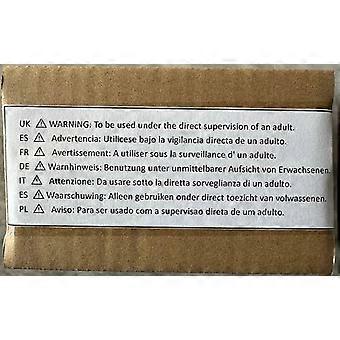 UK ⚠ WARNiNG: To be used under the direct supervision of an adult.
ES ⚠ Advertencia: Utilicese bajo la vigilancia directa de un adulto.
FR ⚠ Avertissement: A utiliser sous la surveillance d' un adulte.
DE ⚠ Warnhinweis: Benutzung unter unmittelbarer Aufsicht von Erwachsenen.
IT ⚠ Attenzione: Da usare sotto la diretta sorveglianza di un adulto.
ES ⚠ Waarschuwing: Alleen gebruiken onder direct toezicht van volwassenen.
PL ⚠ Aviso: Para ser usado com a supervisao direta de um adulto.